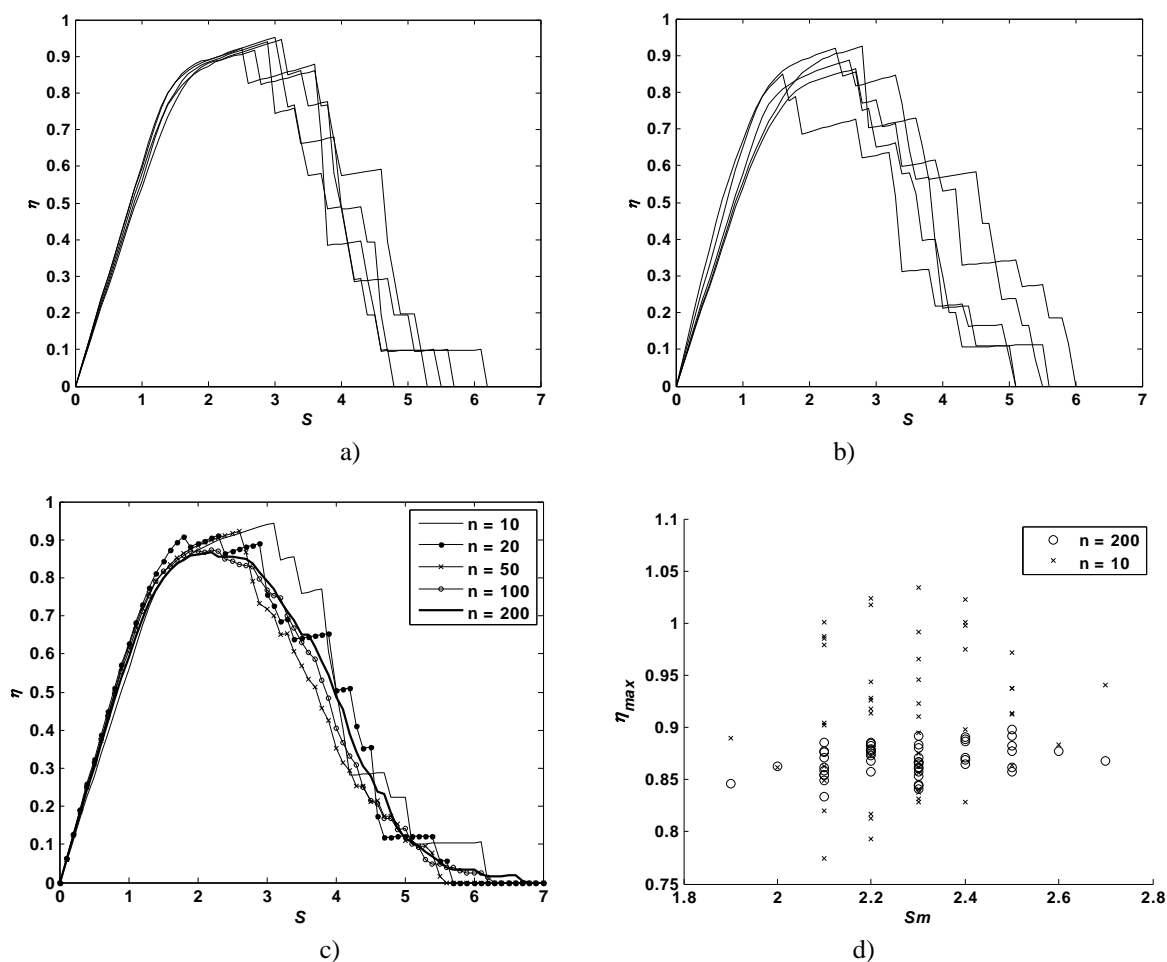 1
0.9
0.8
0.7
0.6
0.5
0.4
0.3
0.2
0.1
0
η
0 1 2 3 4 5 6 7
S
a)
1
0.9
0.8
0.7
0.6
0.5
0.4
0.3
0.2
0.1
0
η
0 1 2 3 4 5 6 7
S
b)
1
0.9
0.8
0.7
0.6
0.5
0.4
0.3
0.2
0.1
0
η
n = 10
n = 20
n = 50
n = 100
n = 200
0 1 2 3 4 5 6 7
S
c)
1.1
1.05
1
0.95
0.9
0.85
0.8
0.75
ηmax
n = 200
n = 10
1.8 2 2.2 2.4 2.6 2.8
Sm
d)